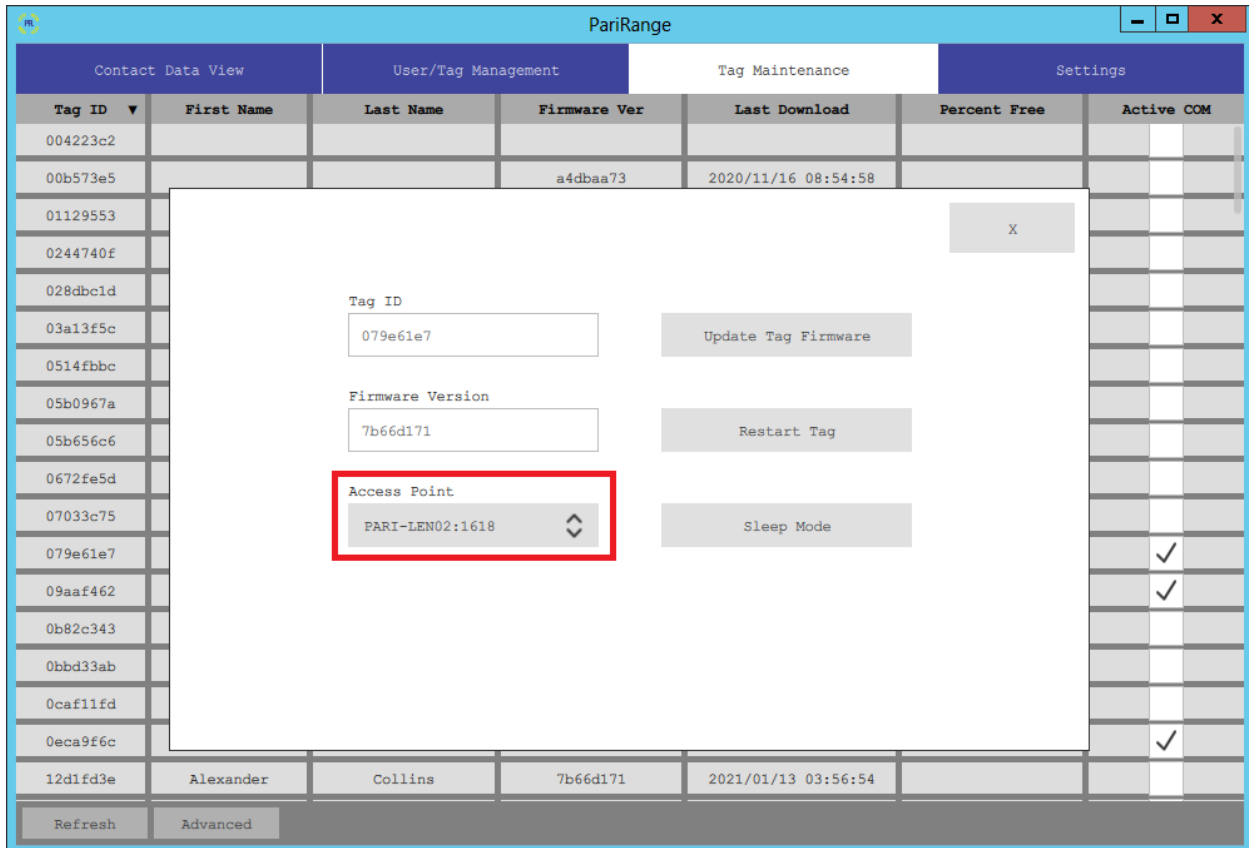 PR
PariRange
Contact Data View User/Tag Management Tag Maintenance Settings
Tag ID ▼ First Name Last Name Firmware Ver Last Download Percent Free Active COM
004223c2
00b573e5 a4dbaa73 2020/11/16 08:54:58
01129553
0244740f
028dbc1d
03a13f5c
0514fbbc
05b0967a
05b656c6
0672fe5d
07033c75
079e61e7
09aaf462
0b82c343
0bbd33ab
0caf11fd
0eca9f6c
12d1fd3e Alexander Collins 7b66d171 2021/01/13 03:56:54
X
Tag ID
079e61e7 Update Tag Firmware
Firmware Version
7b66d171 Restart Tag
Access Point
PARI-LEN02:1618 Sleep Mode
Refresh Advanced